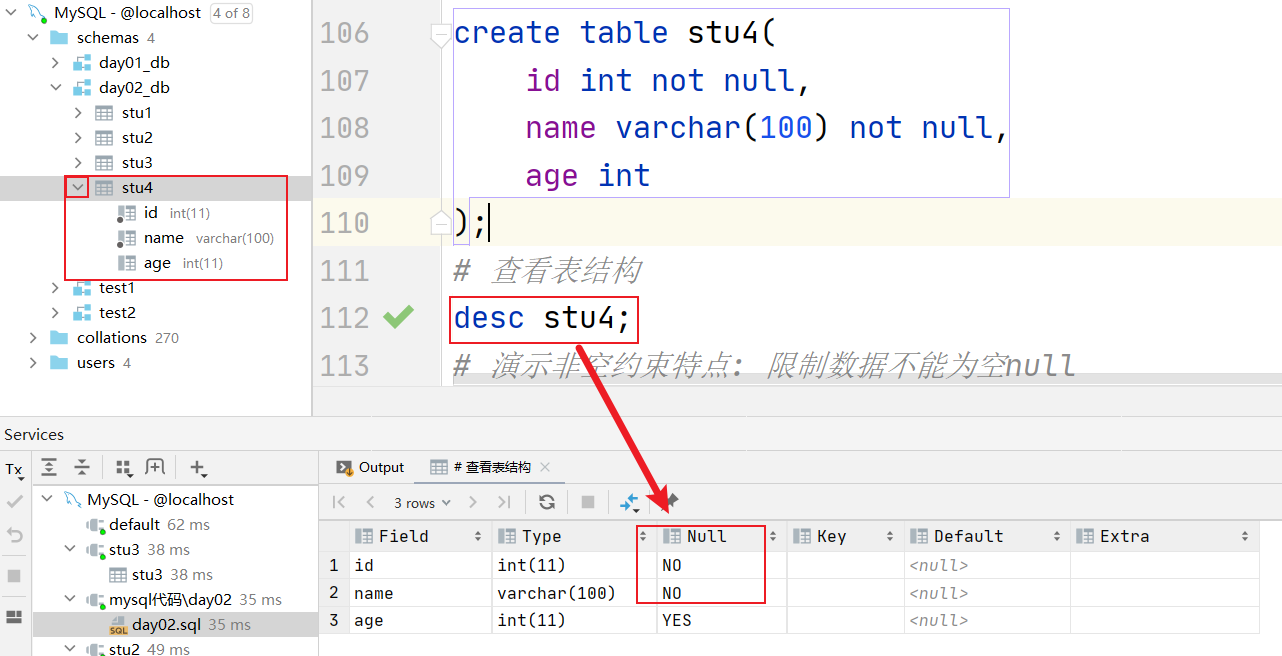 MySQL - @localhost 4 of 8
schemas 4
day01_db
day02_db
stu1
stu2
stu3
stu4
id int(11)
name varchar(100)
age int(11)
test1
test2
collations 270
users 4
106 create table stu4(
107 id int not null,
108 name varchar(100) not null,
109 age int
110 );
111 # 查看表结构
112 desc stu4;
113 # 演示非空约束特点: 限制数据不能为空null
Services
Tx
MySQL - @localhost
default 62 ms
stu3 38 ms
stu3 38 ms
mysql代码\day02 35 ms
SQL day02.sql 35 ms
stu2 49 ms
Output # 查看表结构
3 rows
Field Type Null Key Default Extra
1 id int(11) NO <null>
2 name varchar(100) NO <null>
3 age int(11) YES <null>